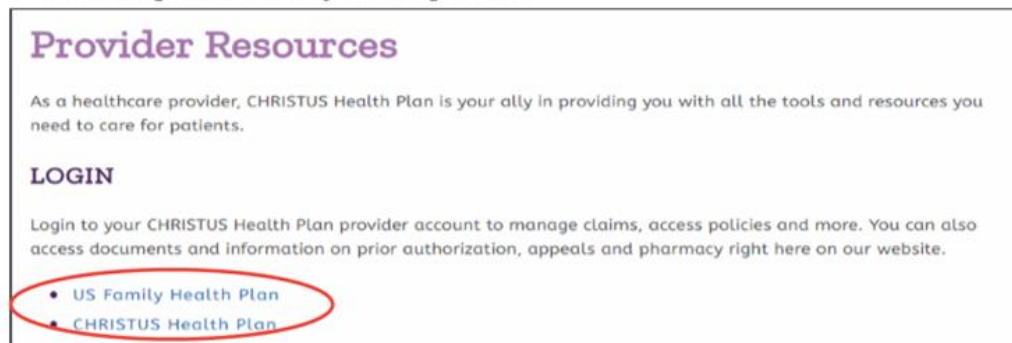 Provider Resources
As a healthcare provider, CHRISTUS Health Plan is your ally in providing you with all the tools and resources you
need to care for patients.
LOGIN
Login to your CHRISTUS Health Plan provider account to manage claims, access policies and more. You can also
access documents and information on prior authorization, appeals and pharmacy right here on our website.
• US Family Health Plan
• CHRISTUS Health Plan